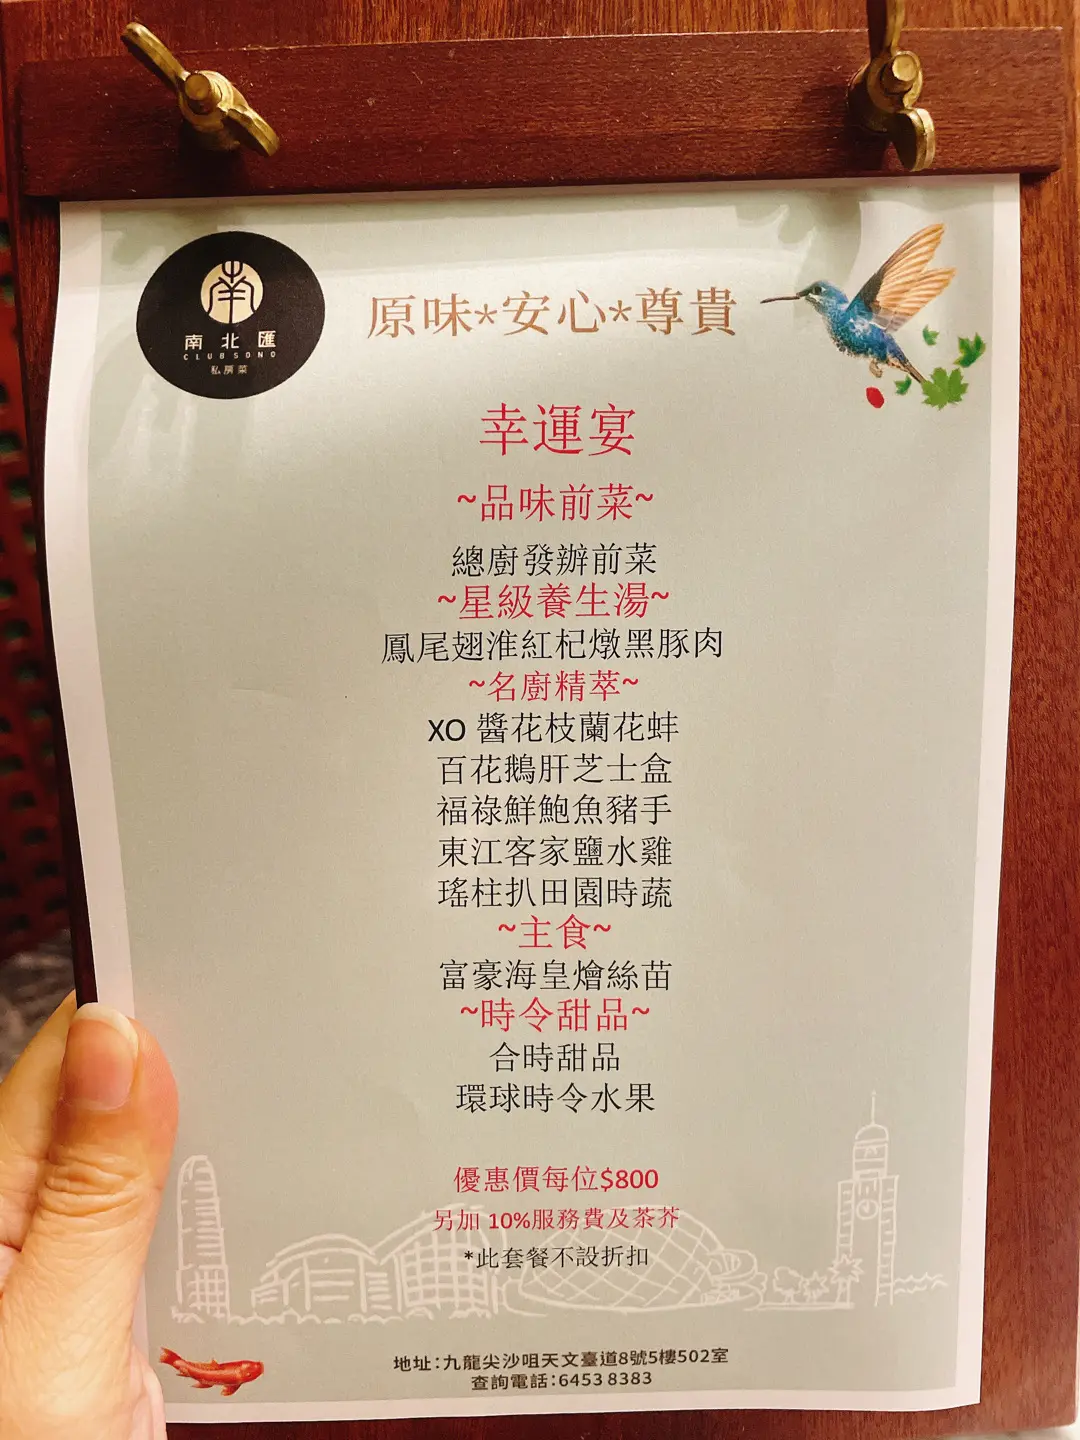 南北匯
CLUB SONO
私房菜
原味*安心*尊貴
幸運宴
~品味前菜~
總廚發辦前菜
~星級養生湯~
鳳尾翅淮紅杞燉黑豚肉
~名廚精萃~
XO 醬花枝蘭花蚌
百花鵝肝芝士盒
福祿鮮鮑魚豬手
東江客家鹽水雞
瑤柱扒田園時蔬
~主食~
富豪海皇燴絲苗
~時令甜品~
合時甜品
環球時令水果
優惠價每位$800
另加 10%服務費及茶芥
*此套餐不設折扣
地址:九龍尖沙咀天文臺道8號5樓502室
查詢電話:6453 8383